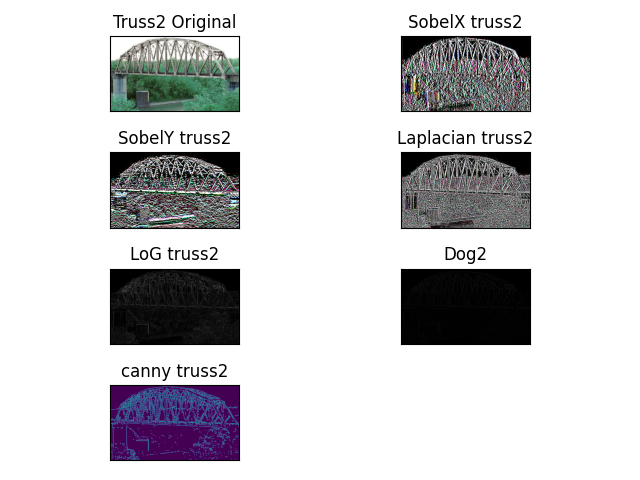 Truss2 Original
SobelX truss2
SobelY truss2
Laplacian truss2
LoG truss2
Dog2
canny truss2